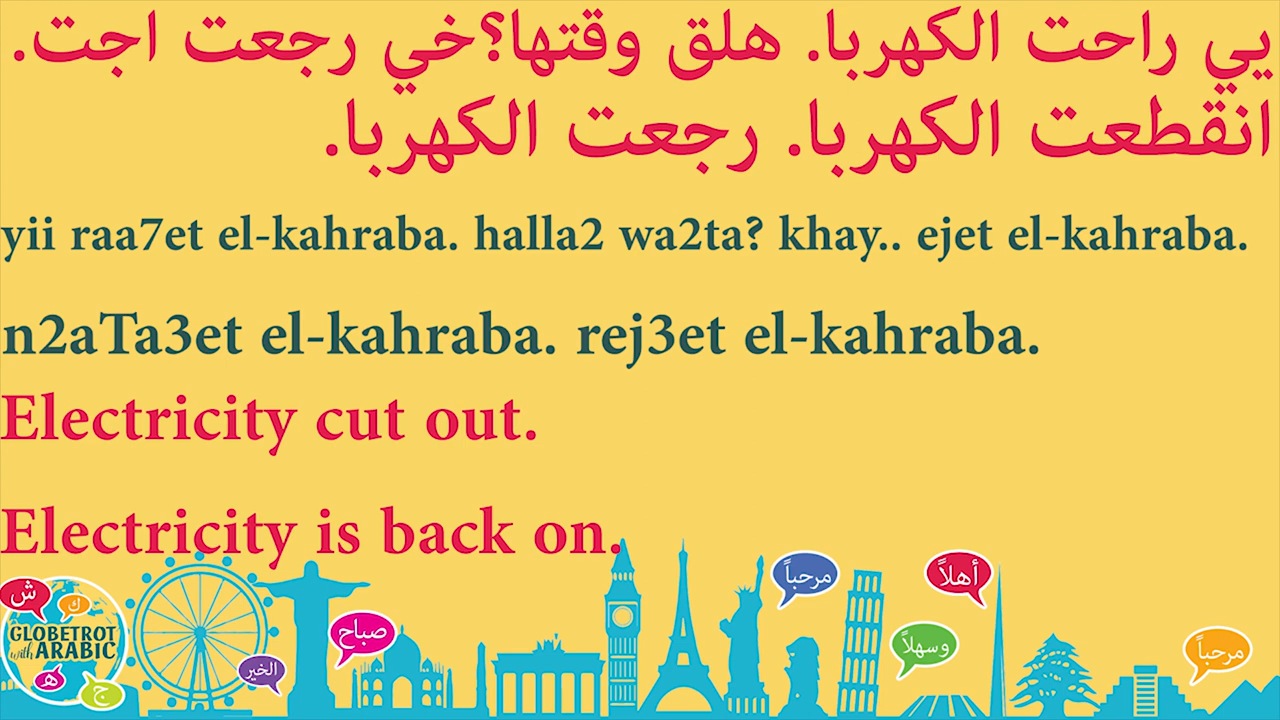 يي راحت الكهربا. هلق وقتها؟خي رجعت اجت.
انقطعت الكهربا. رجعت الكهربا.
yii raa7et el-kahraba. halla2 wa2ta? khay.. ejet el-kahraba.
n2aTa3et el-kahraba. rej3et el-kahraba.
Electricity cut out.
Electricity is back on.
ش
ك
GLOBETROT
with ARABIC
ه
ج
الخير
صباح
مرحباً
أهلاً
وسهلاً
مرحباً